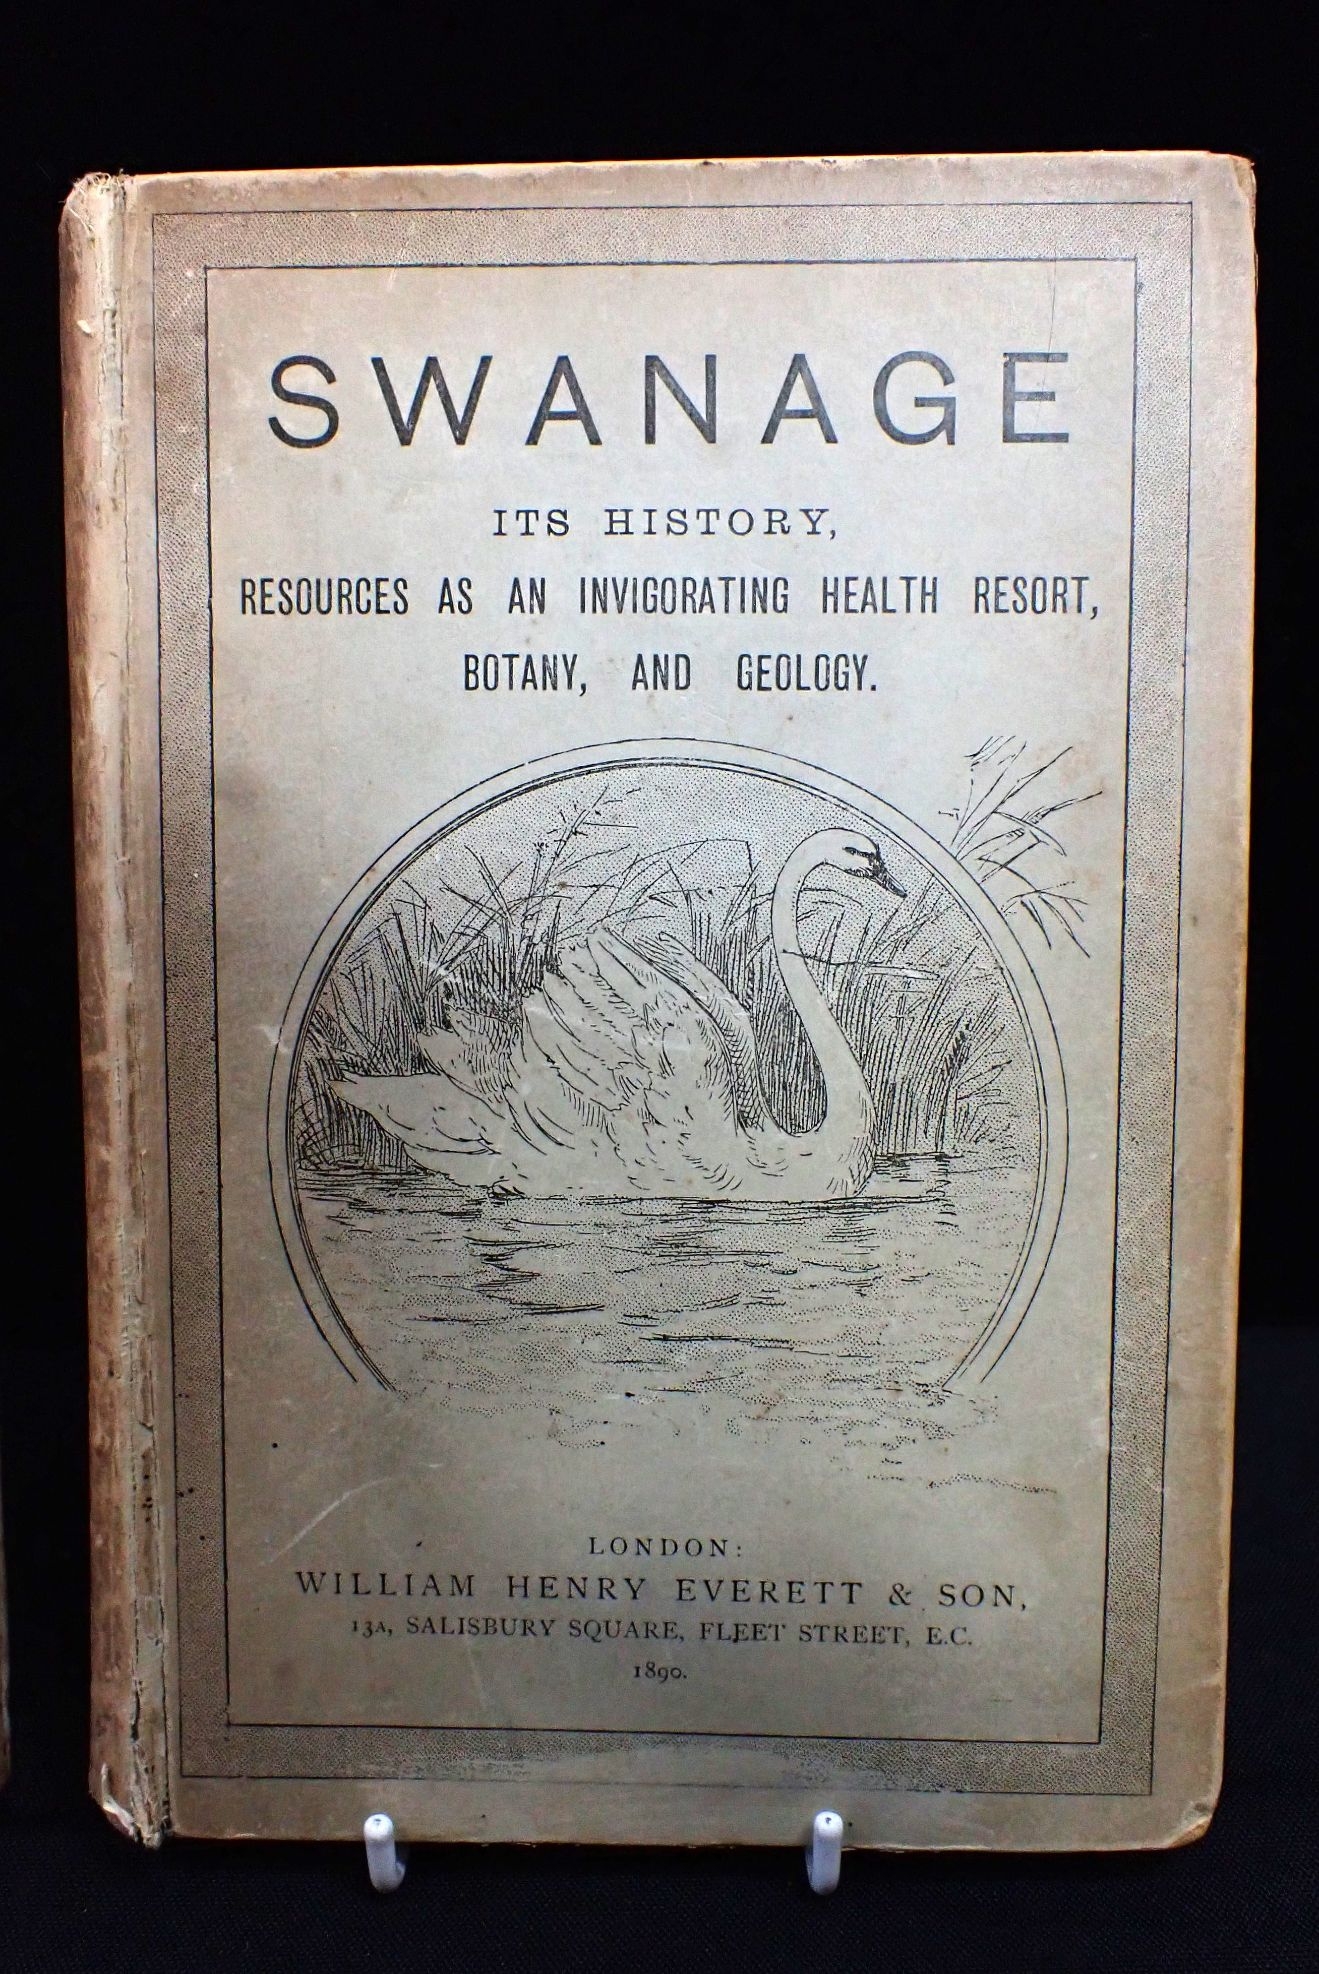 SWANAGE
ITS HISTORY,
RESOURCES AS AN INVIGORATING HEALTH RESORT,
BOTANY, AND GEOLOGY.
LONDON:
WILLIAM HENRY EVERETT & SON,
13A, SALISBURY SQUARE, FLEET STREET, E.C.
1890.